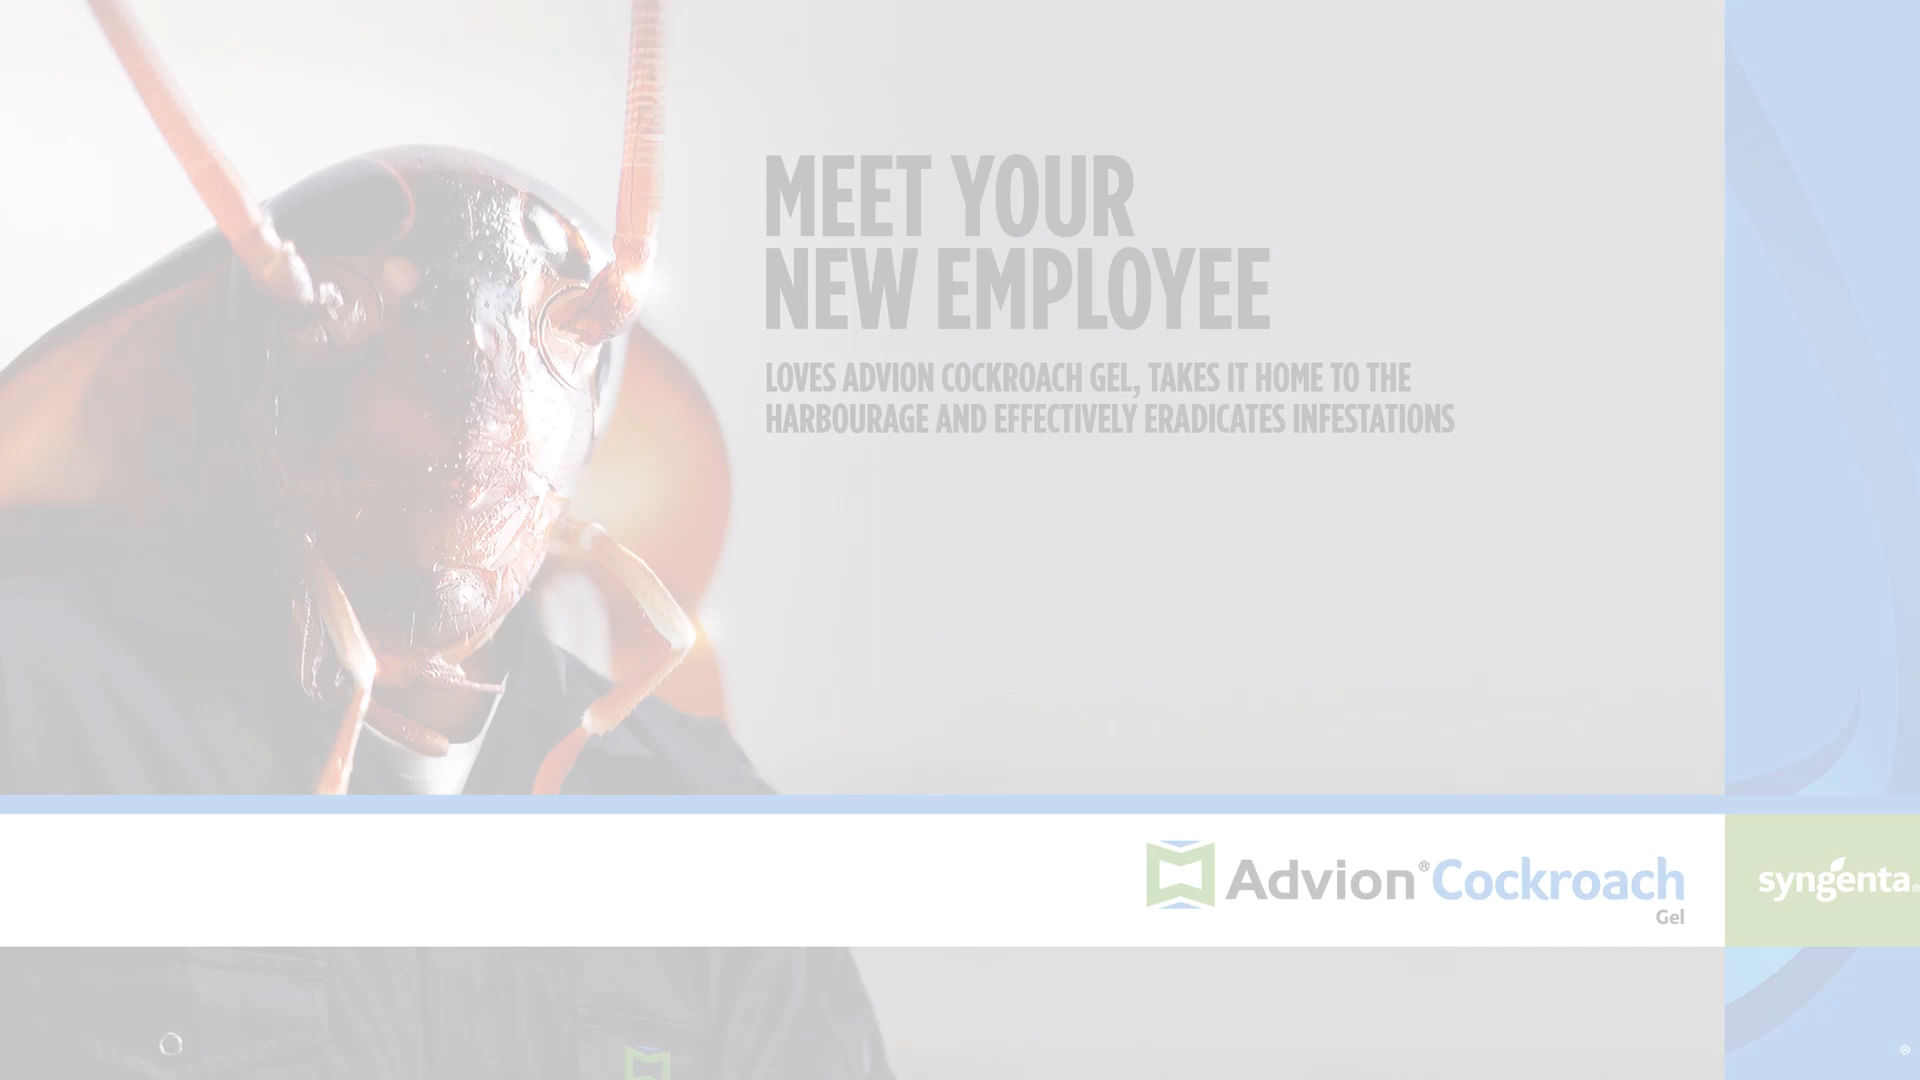 MEET YOUR
NEW EMPLOYEE
LOVES ADVION COCKROACH GEL, TAKES IT HOME TO THE
HARBOURAGE AND EFFECTIVELY ERADICATES INFESTATIONS
Advion® Cockroach
Gel
syngenta®
®